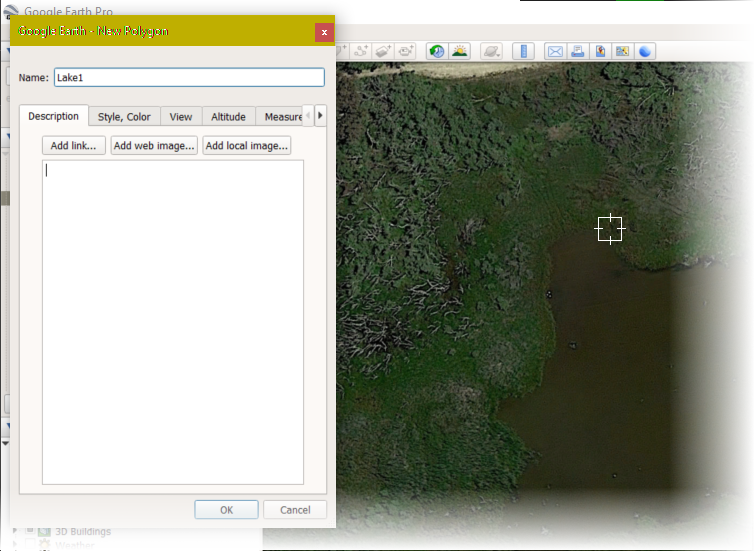 Google Earth Pro
Google Earth - New Polygon
x
Name: Lake1
Description Style, Color View Altitude Measure
Add link... Add web image... Add local image...
OK Cancel
3D Buildings
Weather